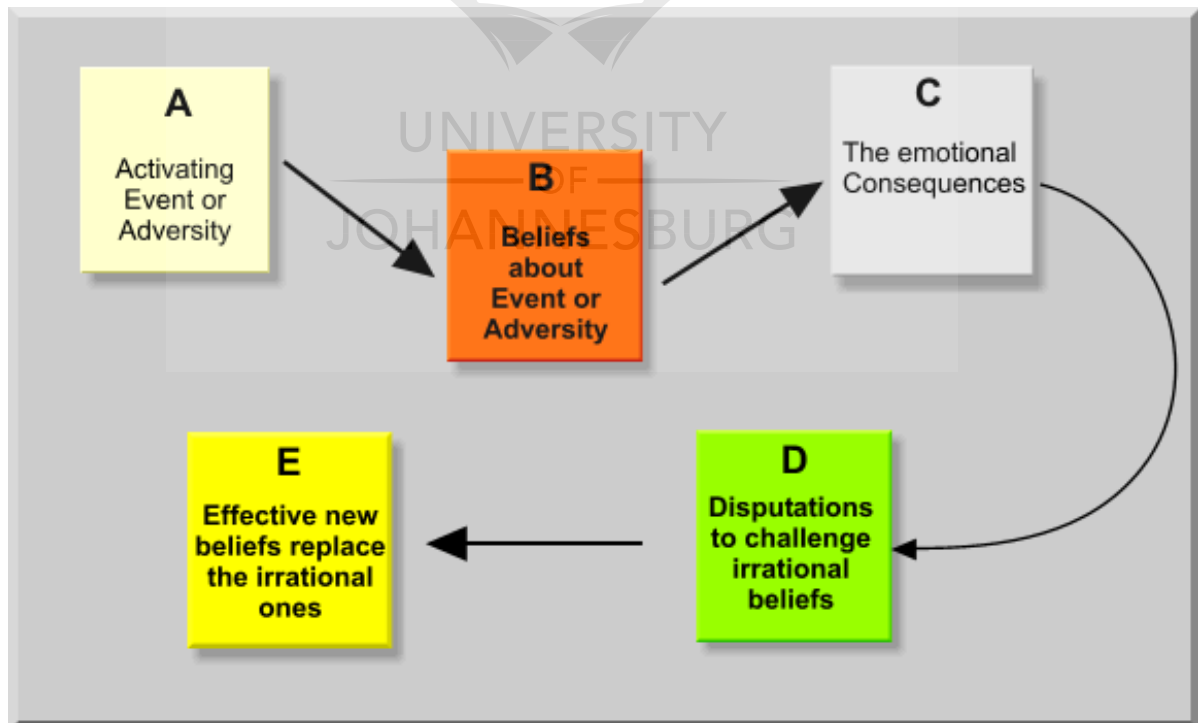 UNIVERSITY
OF
JOHANNESBURG
A
Activating
Event or
Adversity
B
Beliefs
about
Event or
Adversity
C
The emotional
Consequences
D
Disputations
to challenge
irrational
beliefs
E
Effective new
beliefs replace
the irrational
ones